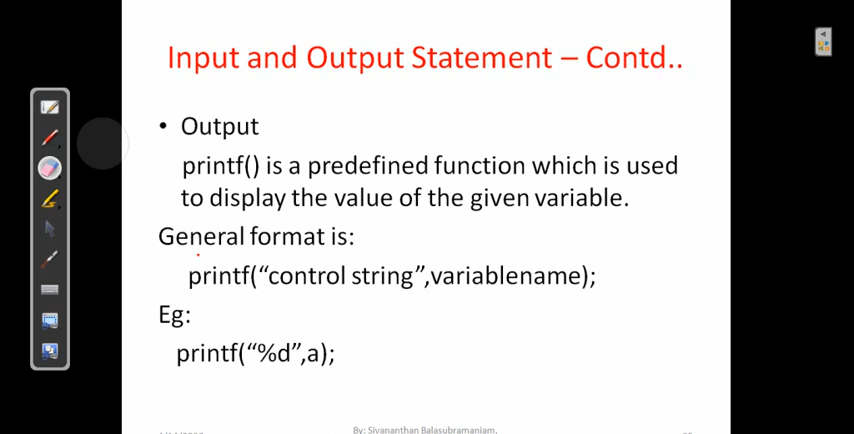 Input and Output Statement – Contd..
• Output
printf() is a predefined function which is used
to display the value of the given variable.
General format is:
printf(“control string”,variablename);
Eg:
printf(“%d”,a);
By: Sivananthan Balasubramaniam,